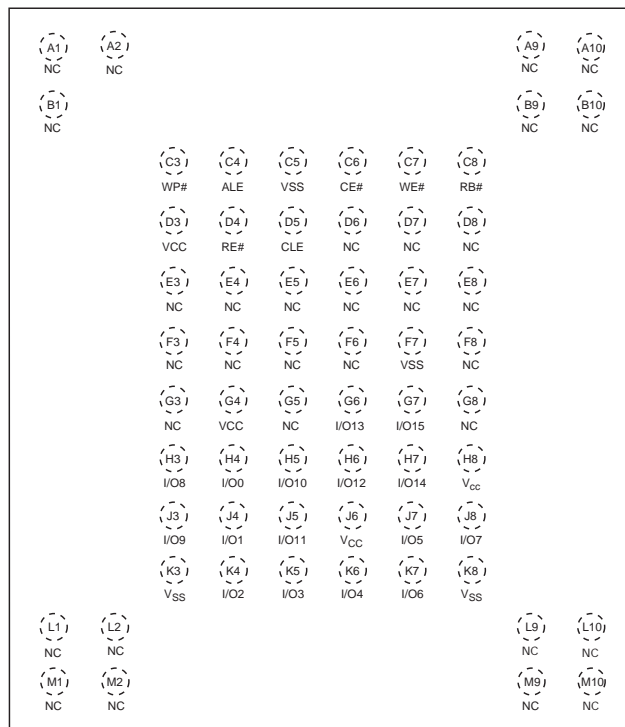 A1 A2 A9 A10
NC NC NC NC
B1 B9 B10
NC NC NC
C3 C4 C5 C6 C7 C8
WP# ALE VSS CE# WE# RB#
D3 D4 D5 D6 D7 D8
VCC RE# CLE NC NC NC
E3 E4 E5 E6 E7 E8
NC NC NC NC NC NC
F3 F4 F5 F6 F7 F8
NC NC NC NC VSS NC
G3 G4 G5 G6 G7 G8
NC VCC NC I/O13 I/O15 NC
H3 H4 H5 H6 H7 H8
I/O8 I/O0 I/O10 I/O12 I/O14 Vcc
J3 J4 J5 J6 J7 J8
I/O9 I/O1 I/O11 VCC I/O5 I/O7
K3 K4 K5 K6 K7 K8
VSS I/O2 I/O3 I/O4 I/O6 VSS
L1 L2 L9 L10
NC NC NC NC
M1 M2 M9 M10
NC NC NC NC